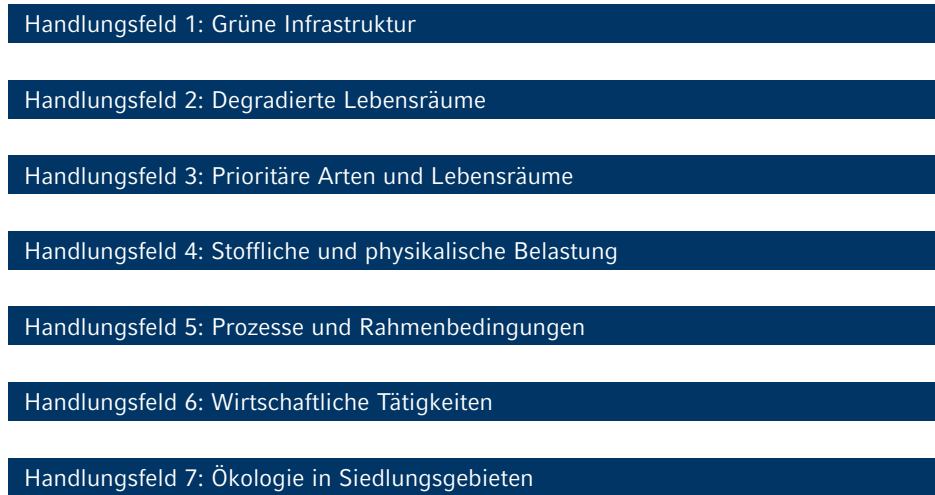 Handlungsfeld 1: Grüne Infrastruktur
Handlungsfeld 2: Degradierte Lebensräume
Handlungsfeld 3: Prioritäre Arten und Lebensräume
Handlungsfeld 4: Stoffliche und physikalische Belastung
Handlungsfeld 5: Prozesse und Rahmenbedingungen
Handlungsfeld 6: Wirtschaftliche Tätigkeiten
Handlungsfeld 7: Ökologie in Siedlungsgebieten